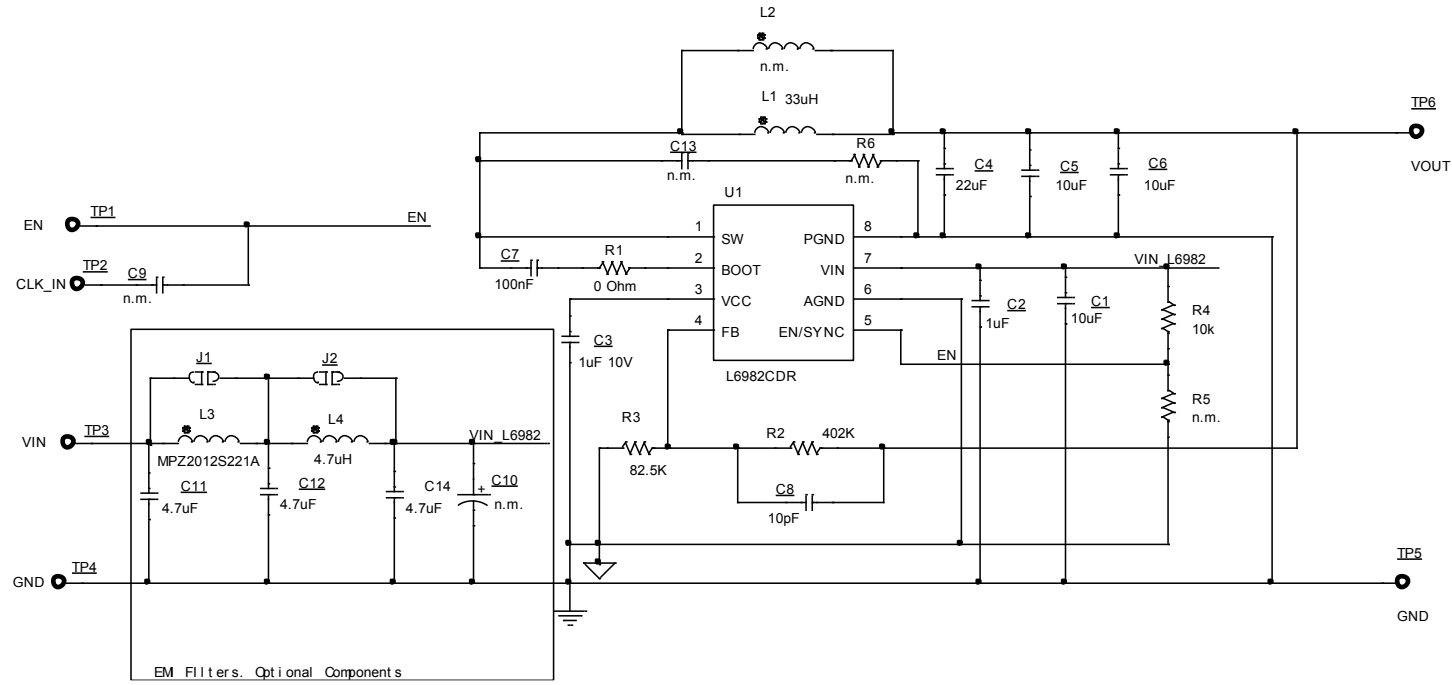 L2
n.m.
L1 33uH
TP6
VOUT
C13
n.m.
R6
n.m.
C4
22uF
C5
10uF
C6
10uF
U1
EN
TP1
EN
CLK_IN
TP2
C9
n.m.
1
SW
PGND
8
C7
100nF
R1
0 Ohm
2
BOOT
VIN
7
VIN_L6982
3
VCC
AGND
6
4
FB
EN/SYNC
5
C2
1uF
C1
10uF
R4
10k
C3
1uF 10V
EN
L6982CDR
J1
J2
R5
n.m.
L3
L4
R3
R2
402K
VIN
TP3
VIN_L6982
MPZ2012S221A
4.7uH
82.5K
C11
4.7uF
C12
4.7uF
C14
4.7uF
C10
+
n.m.
C8
10pF
GND
TP4
TP5
GND
EMI FIlters. Optional Components